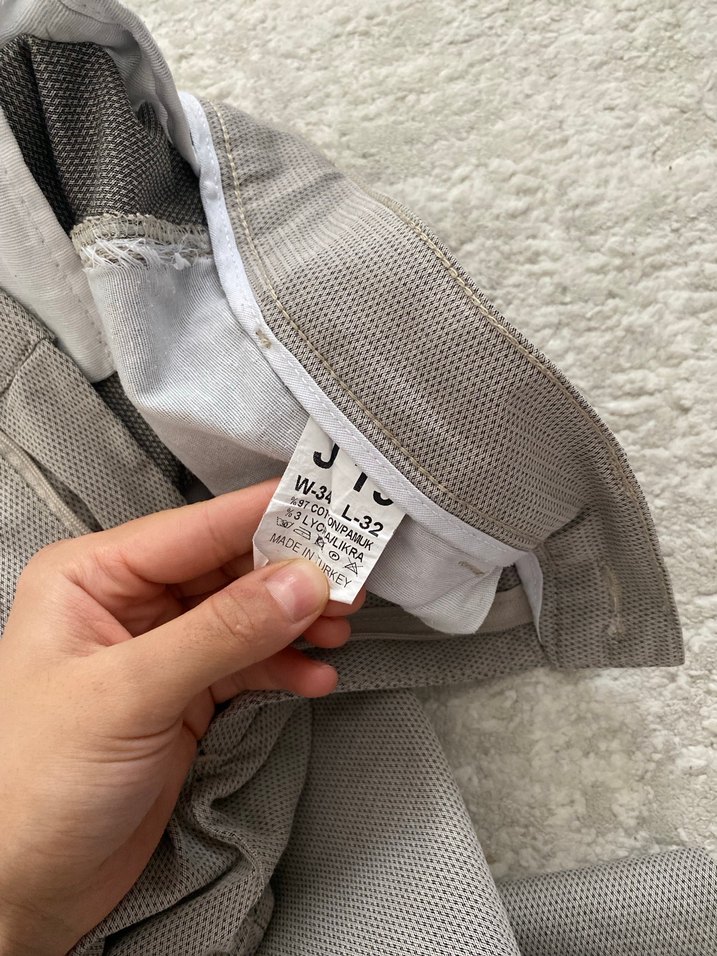 W-34 L-32
%97 COTTON/PAMUK
%3 LYCRA/LIKRA
MADE IN TURKEY